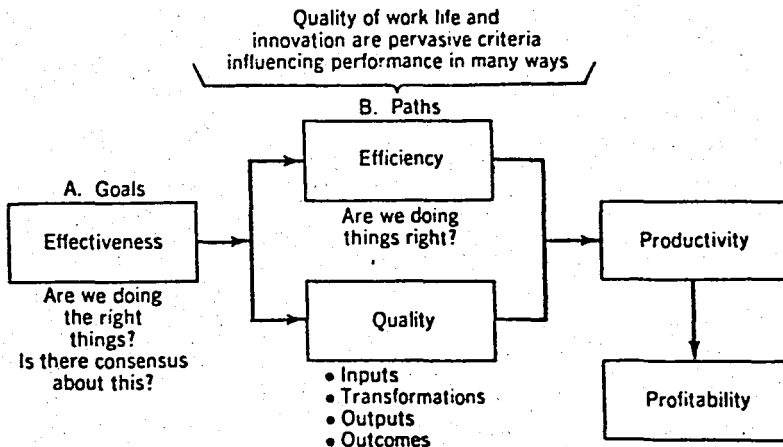 Quality of work life and
innovation are pervasive criteria
influencing performance in many ways
B. Paths
Efficiency
A. Goals
Are we doing
things right?
Effectiveness
Productivity
Are we doing
the right
things?
Is there consensus
about this?
Quality
• Inputs
• Transformations
• Outputs
• Outcomes
Profitability